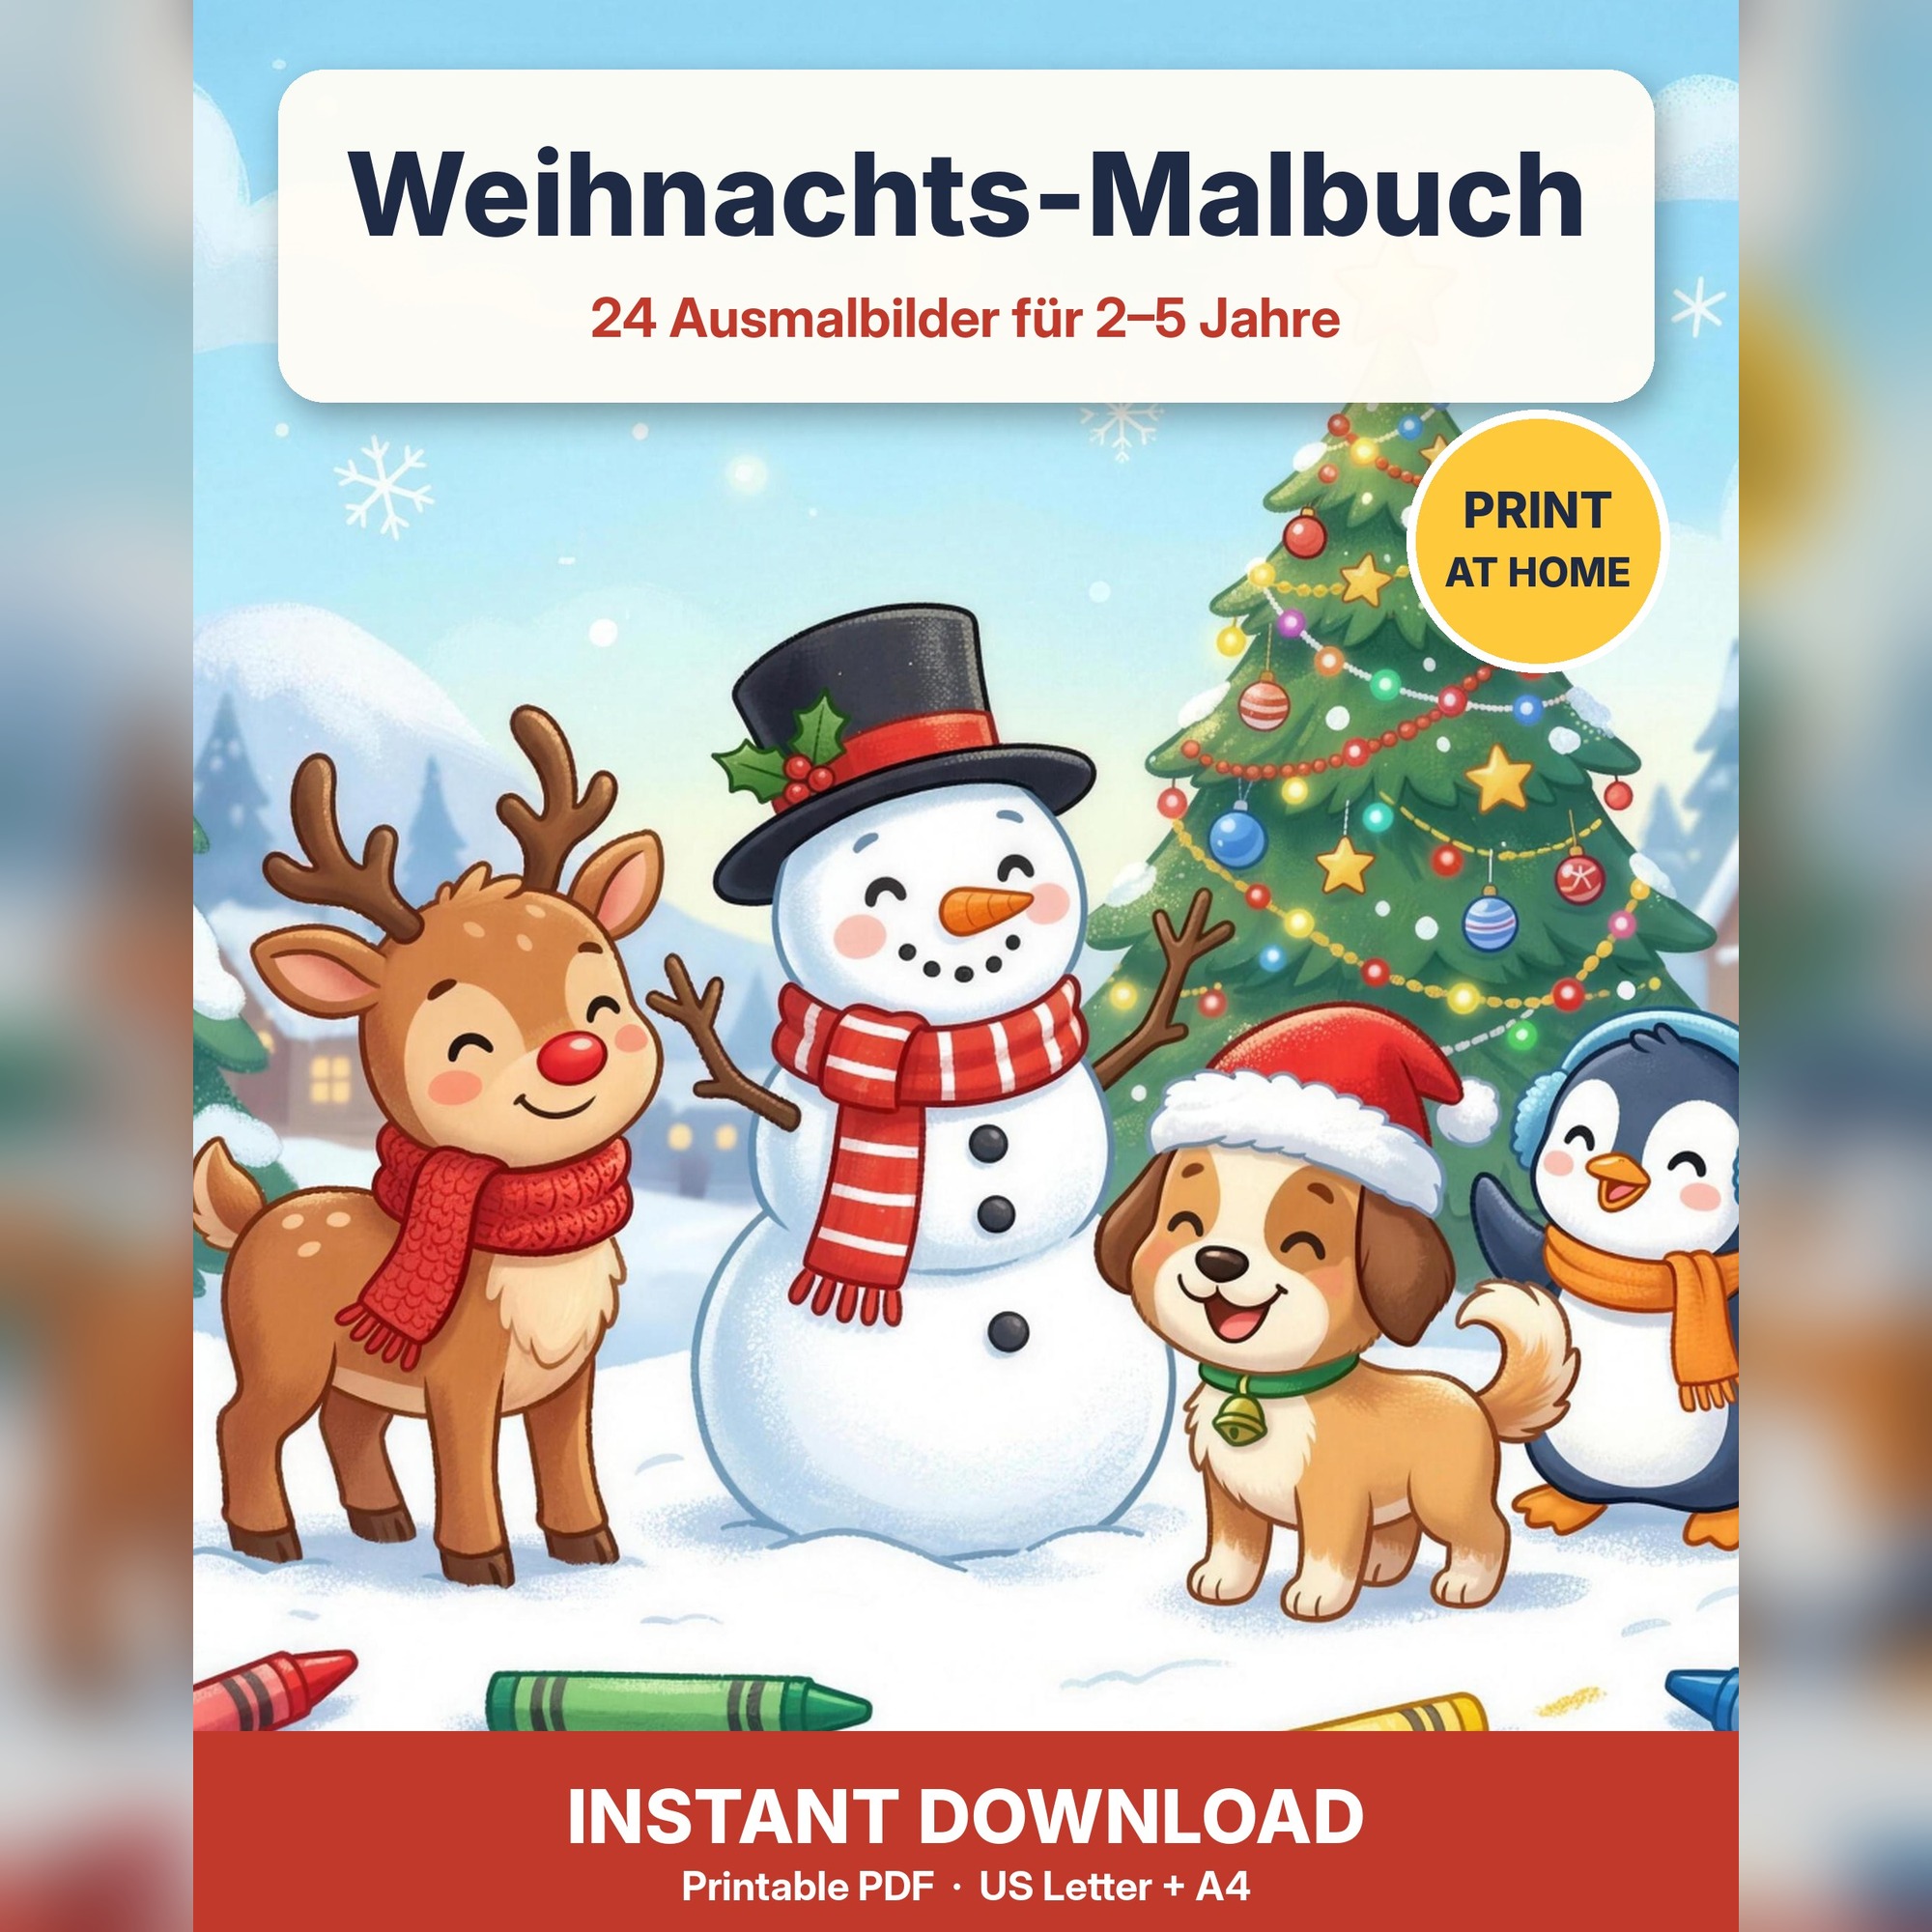 Weihnachts-Malbuch
24 Ausmalbilder für 2–5 Jahre
PRINT
AT HOME
INSTANT DOWNLOAD
Printable PDF · US Letter + A4